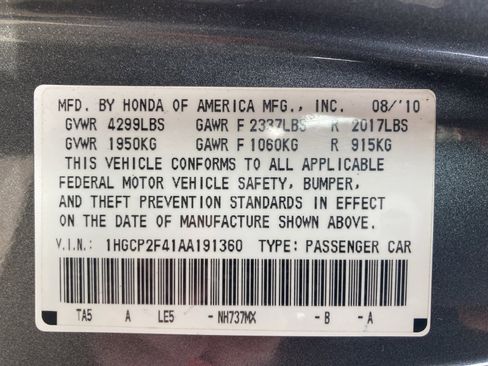 MFD. BY HONDA OF AMERICA MFG., INC. 08/'10
GVWR 4299LBS GAWR F 2337LBS R 2017LBS
GVWR 1950KG GAWR F 1060KG R 915KG
THIS VEHICLE CONFORMS TO ALL APPLICABLE
FEDERAL MOTOR VEHICLE SAFETY, BUMPER,
AND THEFT PREVENTION STANDARDS IN EFFECT
ON THE DATE OF MANUFACTURE SHOWN ABOVE.
V.I.N.: 1HGCP2F41AA191360 TYPE: PASSENGER CAR
TA5 A LE5 -NH737MX -B -A